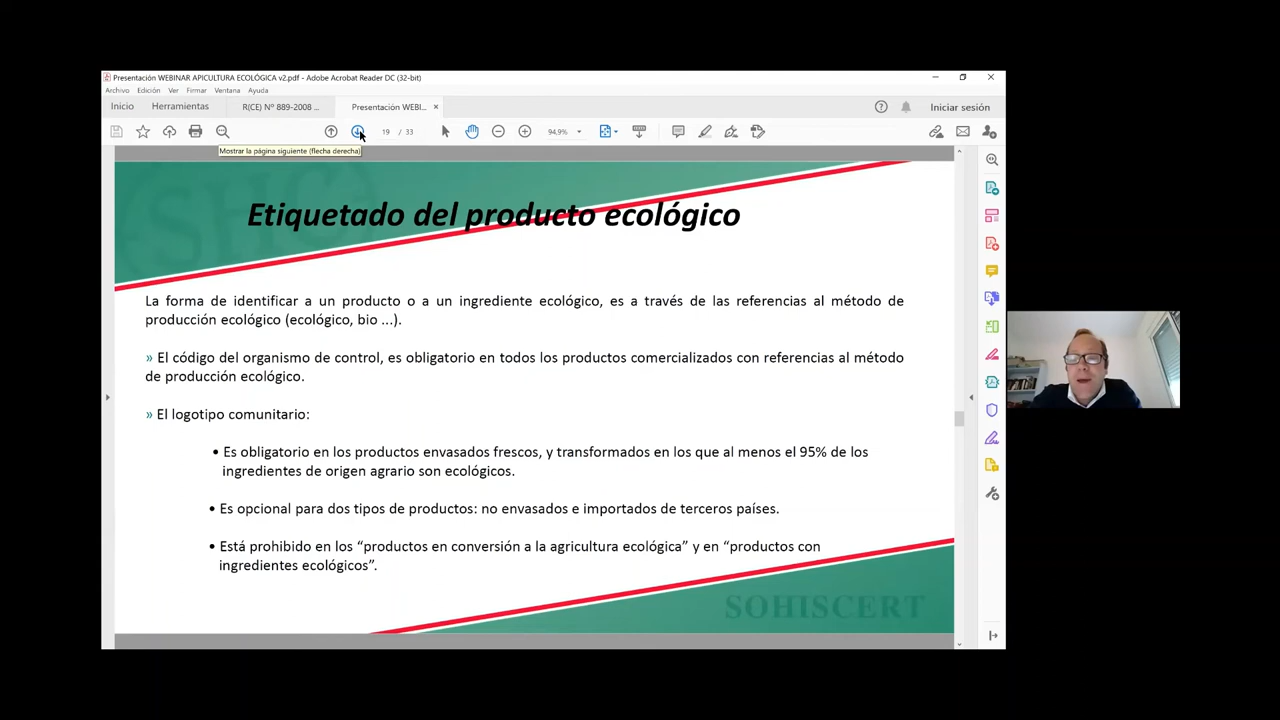 Presentación WEBINAR APICULTURA ECOLÓGICA v2.pdf - Adobe Acrobat Reader DC (32-bit)
Archivo Edición Ver Firmar Ventana Ayuda
Inicio Herramientas R(CE) Nº 889-2008 ... Presentación WEBI... Iniciar sesión
19 / 33 94,9%
Mostrar la página siguiente (flecha derecha)
Etiquetado del producto ecológico
La forma de identificar a un producto o a un ingrediente ecológico, es a través de las referencias al método de
producción ecológico (ecológico, bio ...).
» El código del organismo de control, es obligatorio en todos los productos comercializados con referencias al método
de producción ecológico.
» El logotipo comunitario:
• Es obligatorio en los productos envasados frescos, y transformados en los que al menos el 95% de los
ingredientes de origen agrario son ecológicos.
• Es opcional para dos tipos de productos: no envasados e importados de terceros países.
• Está prohibido en los “productos en conversión a la agricultura ecológica” y en “productos con
ingredientes ecológicos”.
SOHISCERT